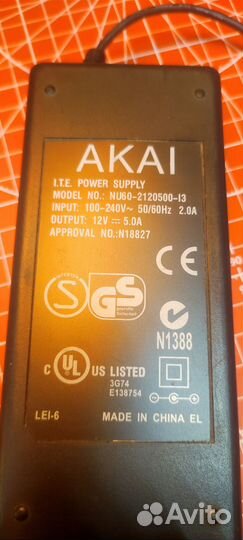 AKAI
I.T.E. POWER SUPPLY
MODEL NO.: NU60-2120500-I3
INPUT: 100-240V~ 50/60Hz 2.0A
OUTPUT: 12V ⎓ 5.0A
APPROVAL NO.:N18827
S
GS
CE
N1388
C UL US LISTED
3G74
E138754
LEI-6
MADE IN CHINA EL
Avito